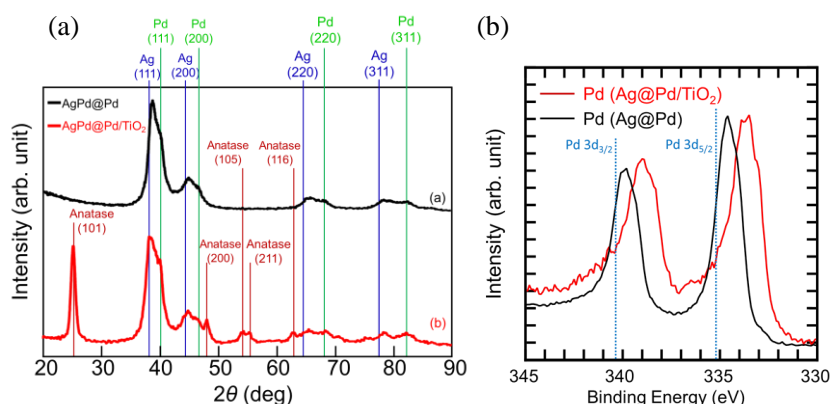 (a)
Pd
(111)
Pd
(200)
Pd
(220)
Pd
(311)
Ag
(111)
Ag
(200)
Ag
(220)
Ag
(311)
AgPd@Pd
AgPd@Pd/TiO2
Anatase
(105)
Anatase
(116)
(a)
Anatase
(101)
Anatase
(200)
Anatase
(211)
(b)
Intensity (arb. unit)
20 30 40 50 60 70 80 90
2θ (deg)
(b)
Pd (Ag@Pd/TiO2)
Pd (Ag@Pd)
Pd 3d3/2
Pd 3d5/2
Intensity (arb. unit)
345 340 335 330
Binding Energy (eV)